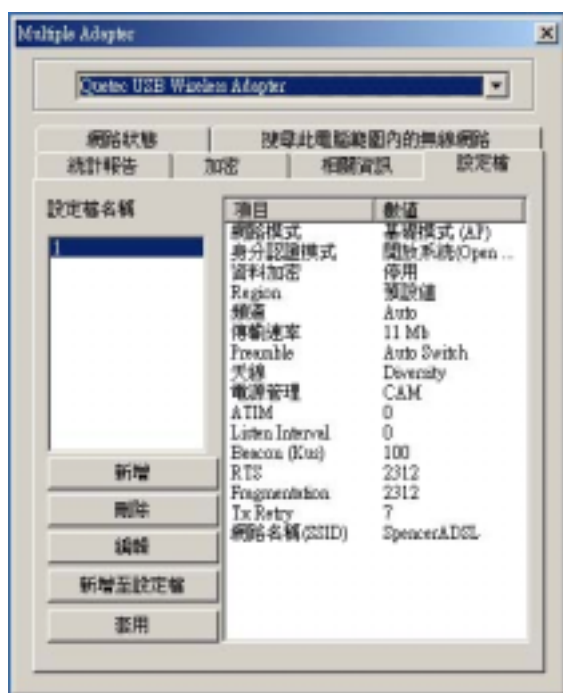 Multiple Adapter
Quetec USB Wireless Adapter
網路狀態 搜尋此電腦範圍內的無線網路
統計報告 加密 相關資訊 設定檔
設定檔名稱
1
項目 數值
網路模式 基礎模式 (AP)
身分認證模式 開放系統(Open ...
資料加密 停用
Region 預設值
頻道 Auto
傳輸速率 11 Mb
Preamble Auto Switch
天線 Diversity
電源管理 CAM
ATIM 0
Listen Interval 0
Beacon (Kus) 100
RTS 2312
Fragmentation 2312
Tx Retry 7
網路名稱(SSID) SpencerADSL
新增
刪除
編輯
新增至設定檔
套用